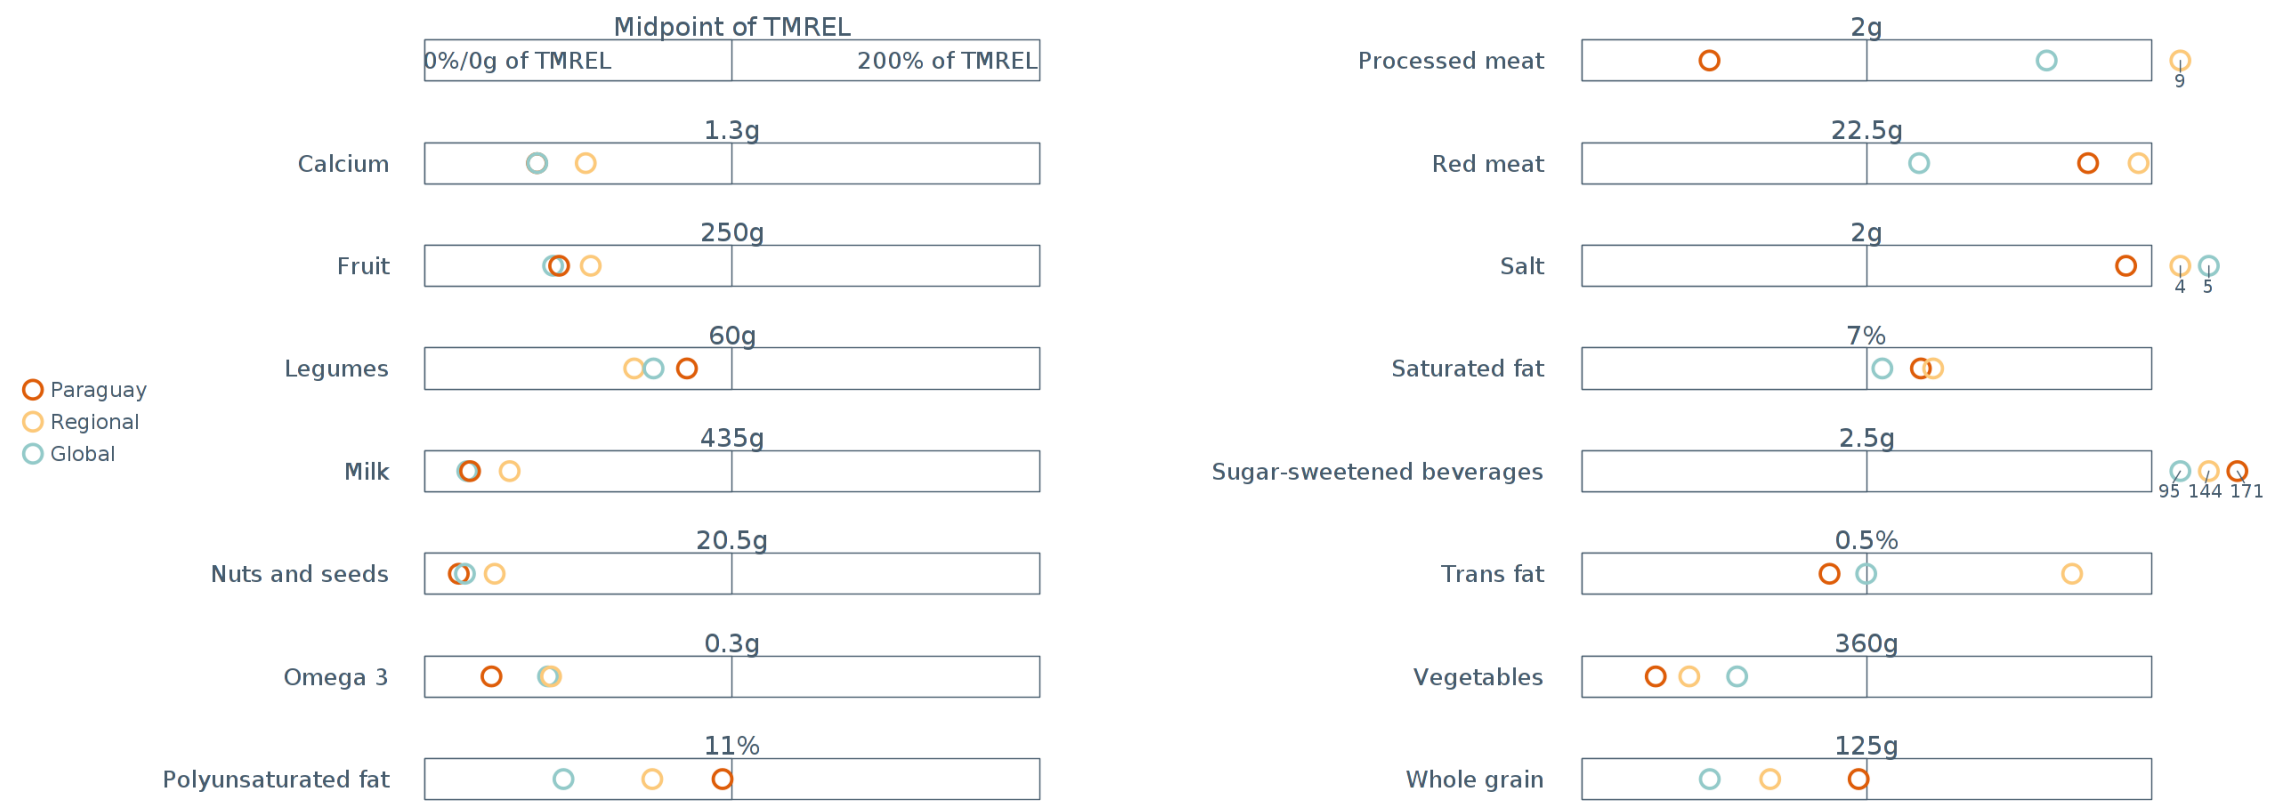 Midpoint of TMREL
0%/0g of TMREL
200% of TMREL
1.3g
Calcium
250g
Fruit
60g
Legumes
435g
Milk
20.5g
Nuts and seeds
0.3g
Omega 3
11%
Polyunsaturated fat
Paraguay
Regional
Global
2g
Processed meat
9
22.5g
Red meat
2g
Salt
4 5
7%
Saturated fat
2.5g
Sugar-sweetened beverages
95 144 171
0.5%
Trans fat
360g
Vegetables
125g
Whole grain